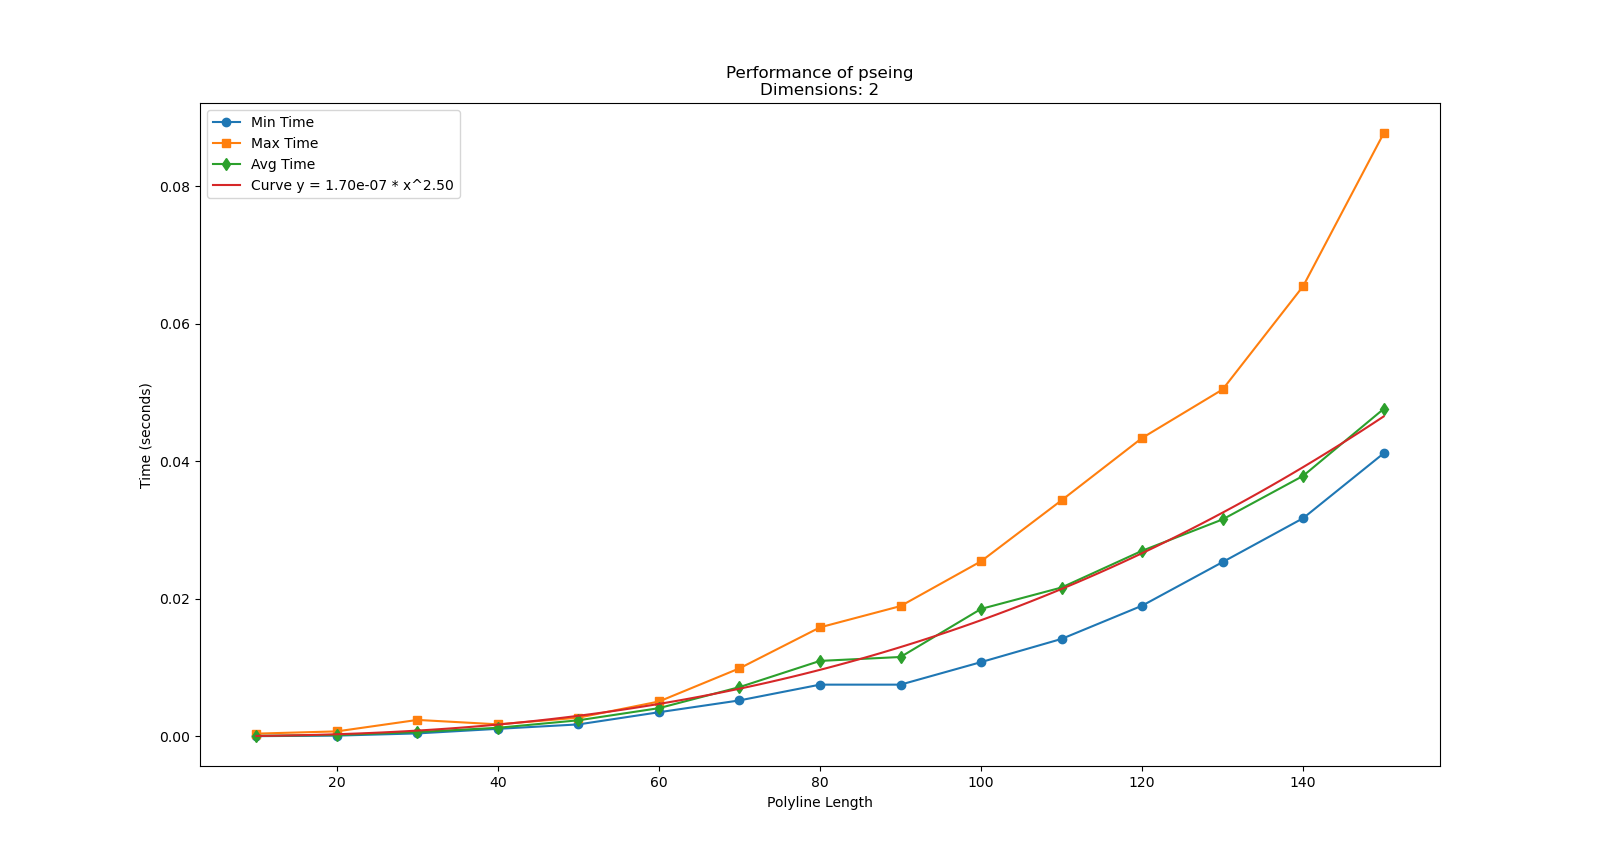 Performance of pseing
Dimensions: 2
Min Time
Max Time
Avg Time
Curve y = 1.70e-07 * x^2.50
0.08
0.06
0.04
0.02
0.00
Time (seconds)
20 40 60 80 100 120 140
Polyline Length